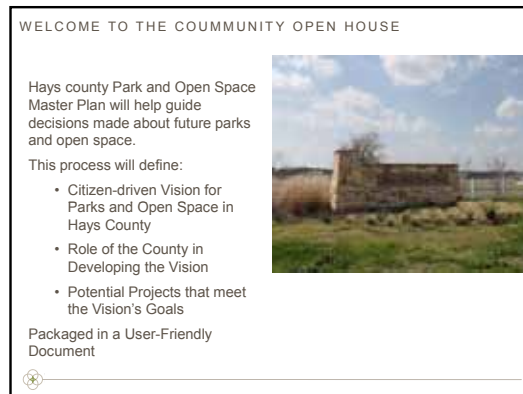 WELCOME TO THE COUMMUNITY OPEN HOUSE
Hays county Park and Open Space
Master Plan will help guide
decisions made about future parks
and open space.
This process will define:
• Citizen-driven Vision for
Parks and Open Space in
Hays County
• Role of the County in
Developing the Vision
• Potential Projects that meet
the Vision's Goals
Packaged in a User-Friendly
Document